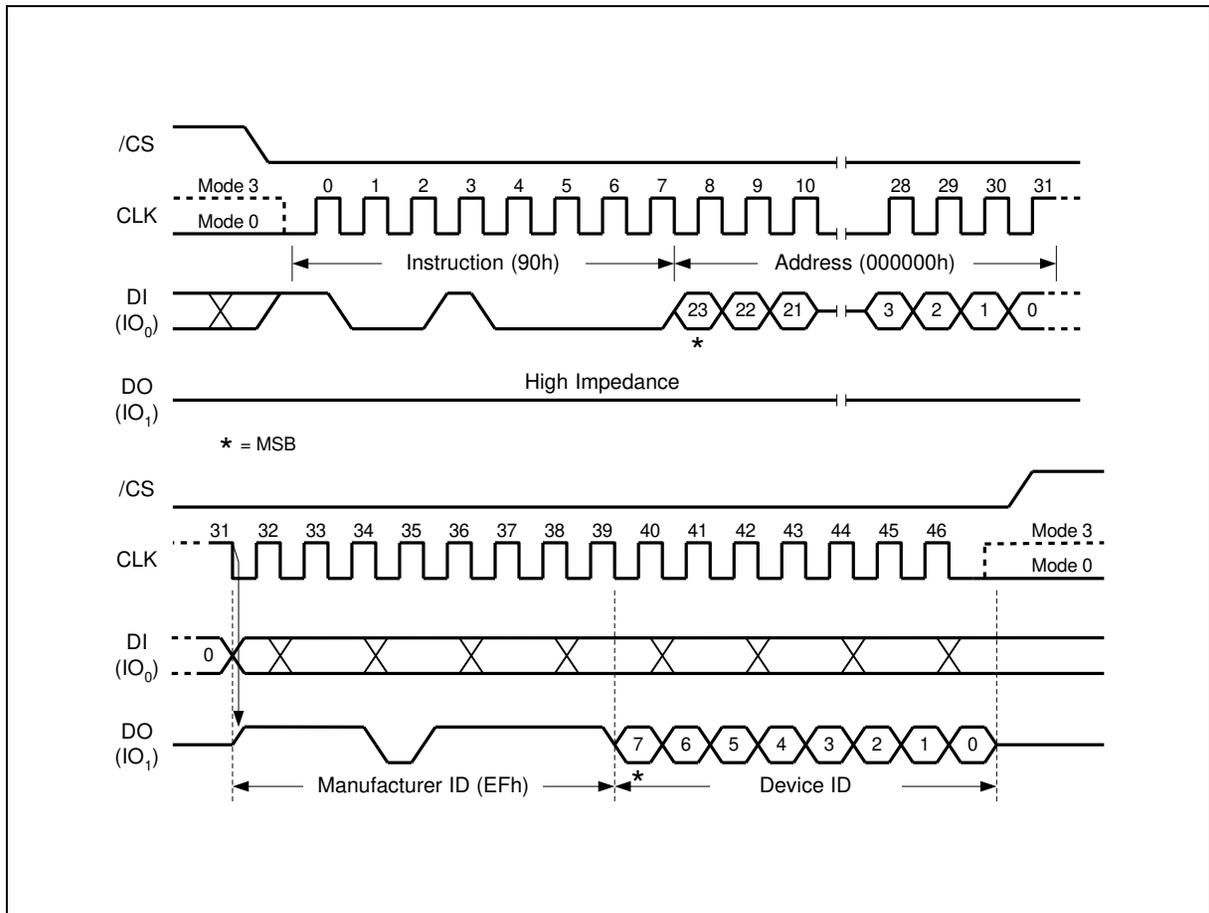 /CS
Mode 3 0 1 2 3 4 5 6 7 8 9 10 28 29 30 31
CLK
Mode 0
Instruction (90h) Address (000000h)
DI
(IO0)
23 22 21 3 2 1 0
*
High Impedance
DO
(IO1)
* = MSB
/CS
31 32 33 34 35 36 37 38 39 40 41 42 43 44 45 46 Mode 3
CLK
Mode 0
DI
(IO0)
0
DO
(IO1)
7 6 5 4 3 2 1 0
*
Manufacturer ID (EFh) Device ID